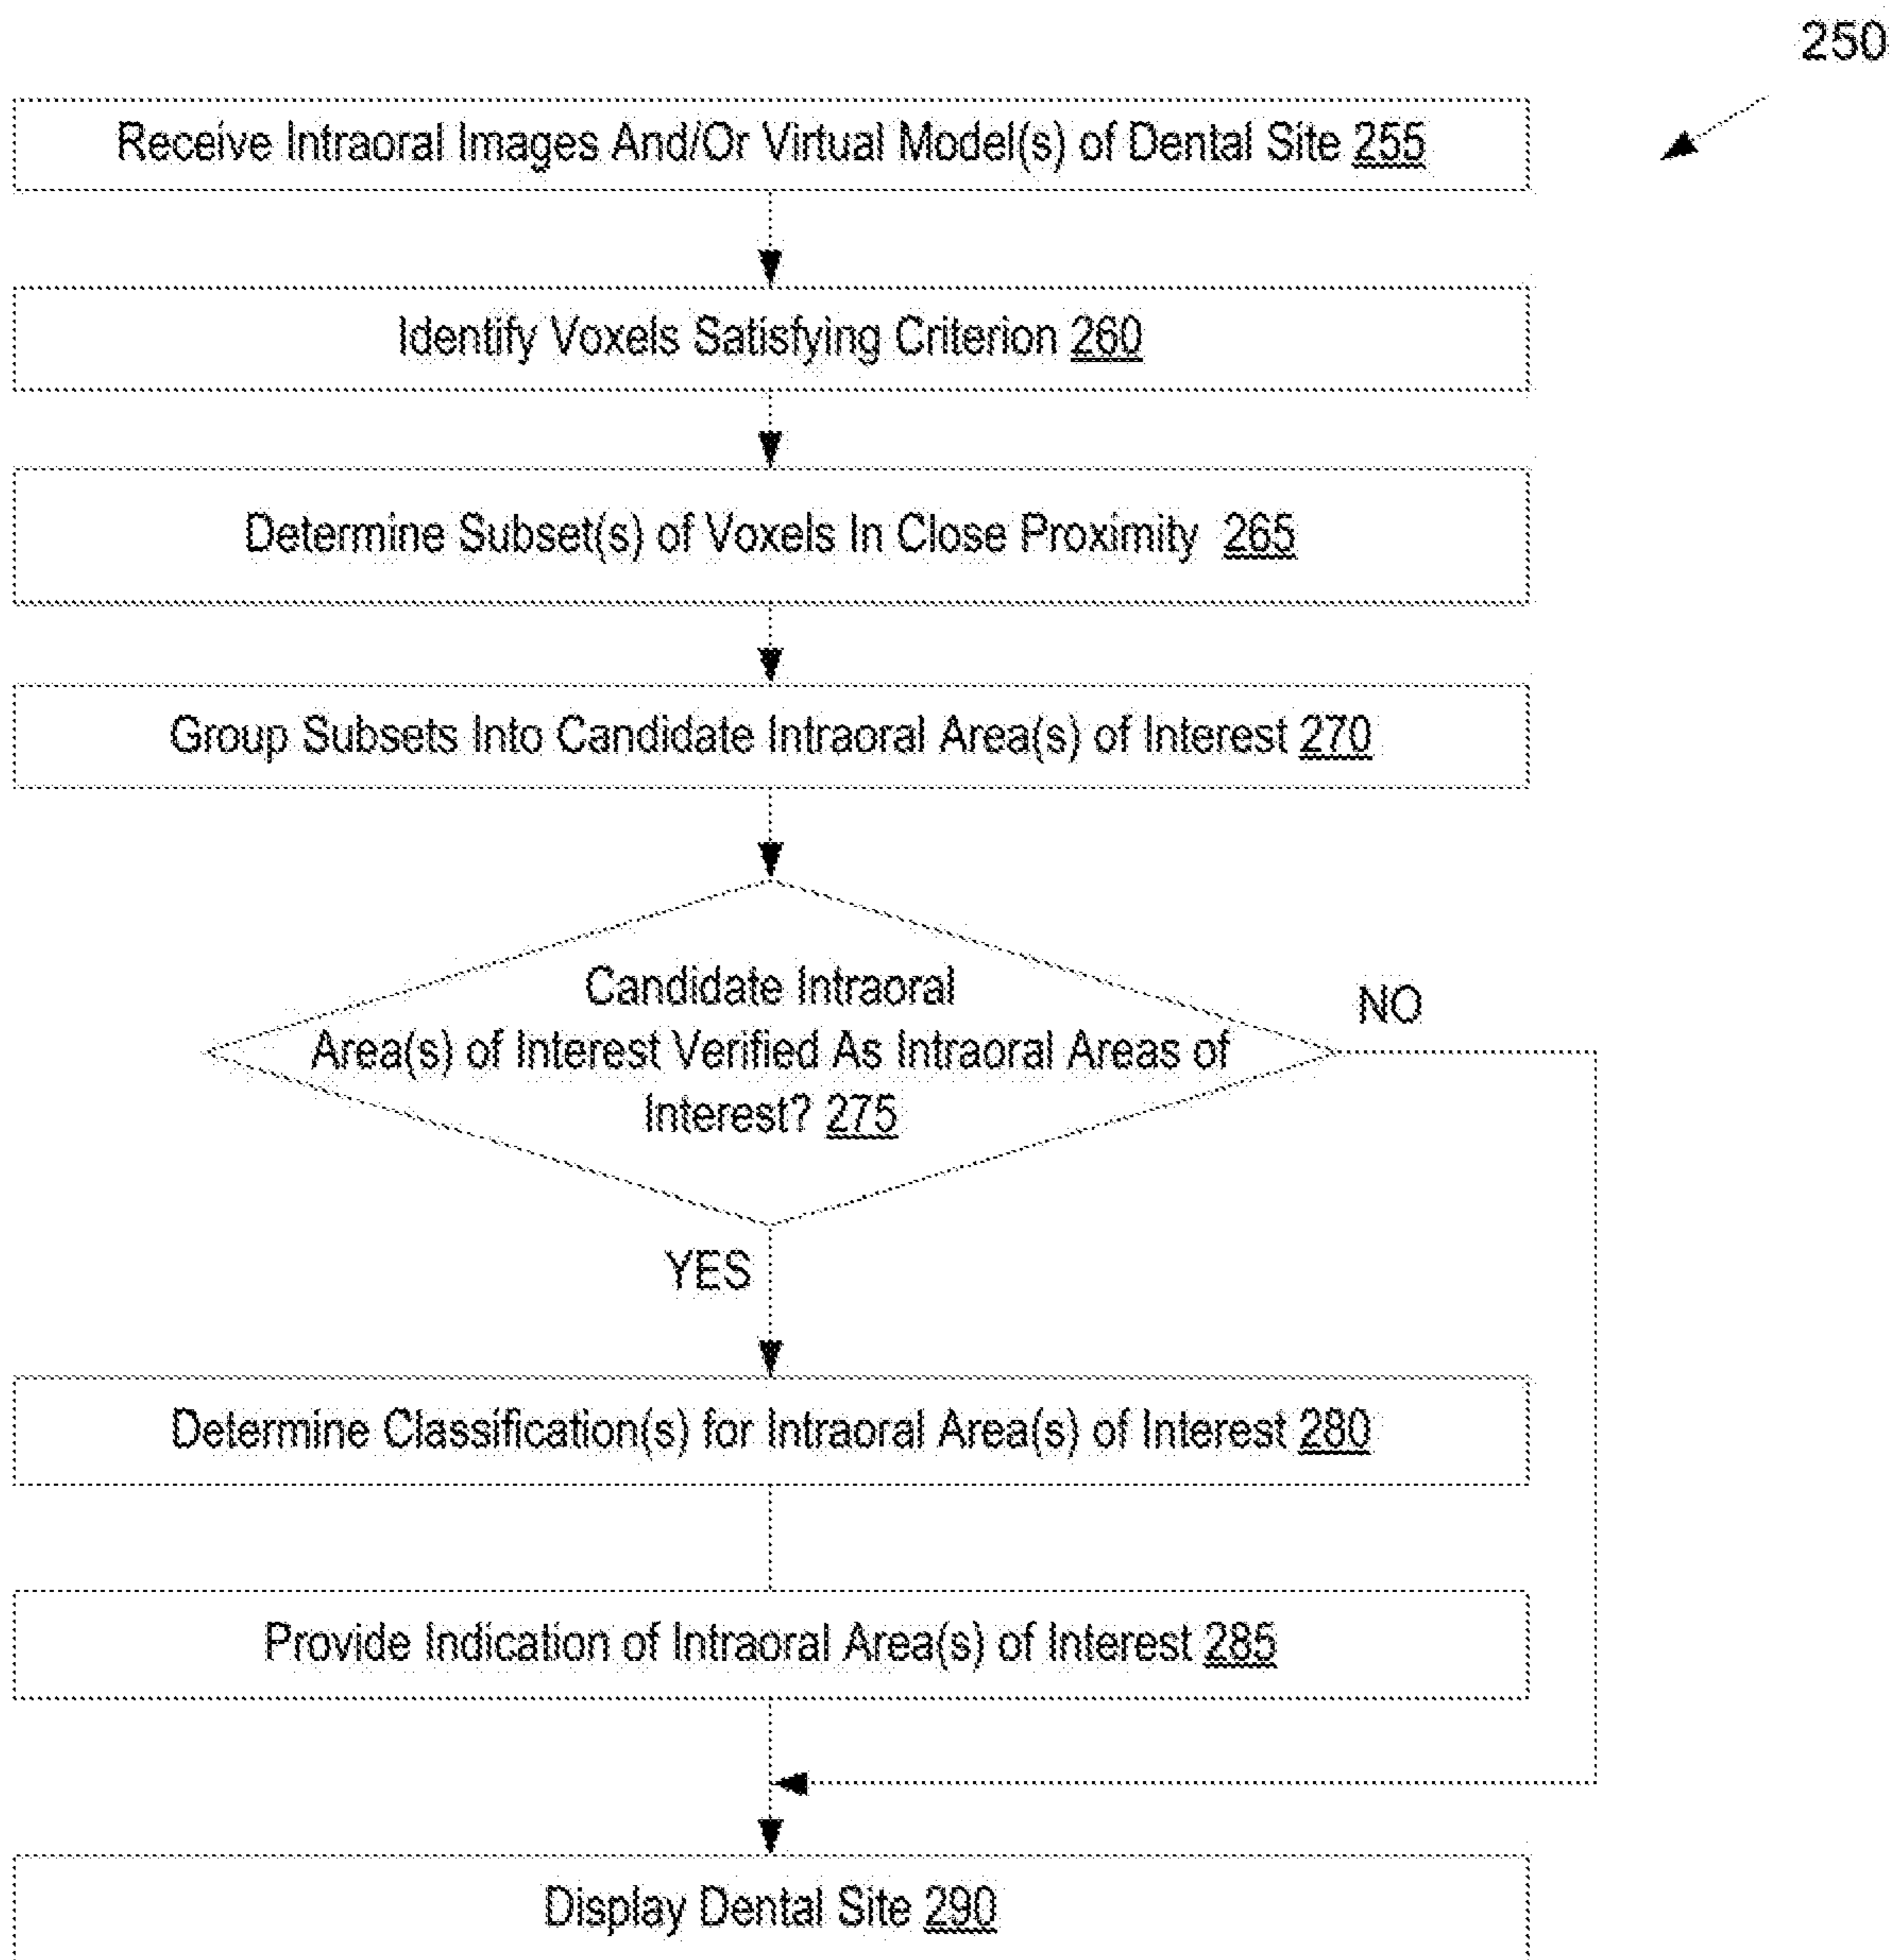 250
Receive Intraoral Images And/Or Virtual Model(s) of Dental Site 255
Identify Voxels Satisfying Criterion 260
Determine Subset(s) of Voxels In Close Proximity 265
Group Subsets Into Candidate Intraoral Area(s) of Interest 270
Candidate Intraoral
Area(s) of Interest Verified As Intraoral Areas of
Interest? 275
NO
YES
Determine Classification(s) for Intraoral Area(s) of Interest 280
Provide Indication of Intraoral Area(s) of Interest 285
Display Dental Site 290